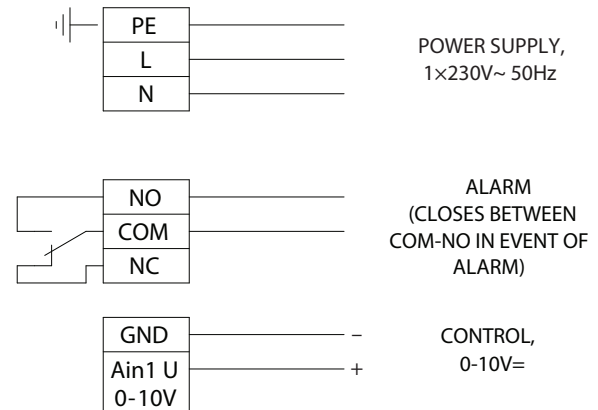 PE
L
N
POWER SUPPLY,
1×230V~ 50Hz
NO
COM
NC
ALARM
(CLOSES BETWEEN
COM-NO IN EVENT OF
ALARM)
GND
Ain1 U
0-10V
–
+
CONTROL,
0-10V=